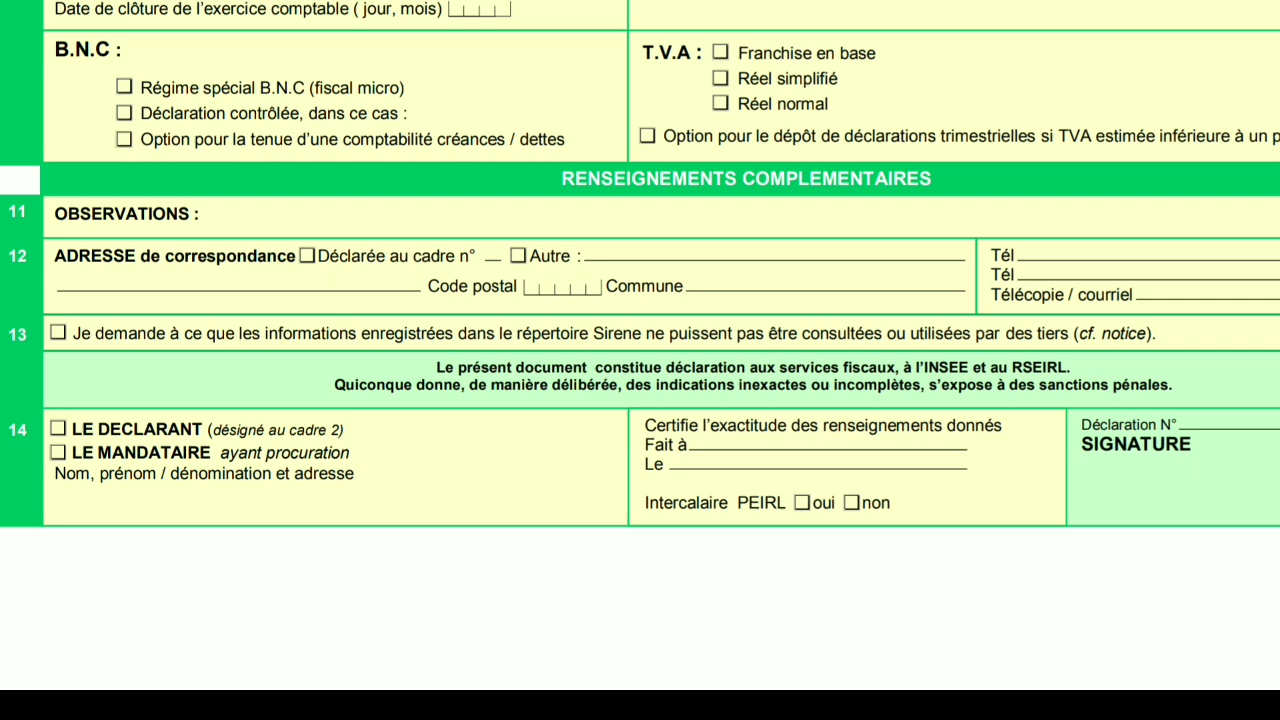 Date de clôture de l’exercice comptable ( jour, mois)
B.N.C :
Régime spécial B.N.C (fiscal micro)
Déclaration contrôlée, dans ce cas :
Option pour la tenue d’une comptabilité créances / dettes
T.V.A : Franchise en base
Réel simplifié
Réel normal
Option pour le dépôt de déclarations trimestrielles si TVA estimée inférieure à un
RENSEIGNEMENTS COMPLEMENTAIRES
11 OBSERVATIONS :
12 ADRESSE de correspondance Déclarée au cadre n° Autre :
Code postal Commune
Tél
Tél
Télécopie / courriel
13 Je demande à ce que les informations enregistrées dans le répertoire Sirene ne puissent pas être consultées ou utilisées par des tiers (cf. notice).
Le présent document constitue déclaration aux services fiscaux, à l’INSEE et au RSEIRL.
Quiconque donne, de manière délibérée, des indications inexactes ou incomplètes, s’expose à des sanctions pénales.
14 LE DECLARANT (désigné au cadre 2)
LE MANDATAIRE ayant procuration
Nom, prénom / dénomination et adresse
Certifie l’exactitude des renseignements donnés
Fait à
Le
Intercalaire PEIRL oui non
Déclaration N°
SIGNATURE